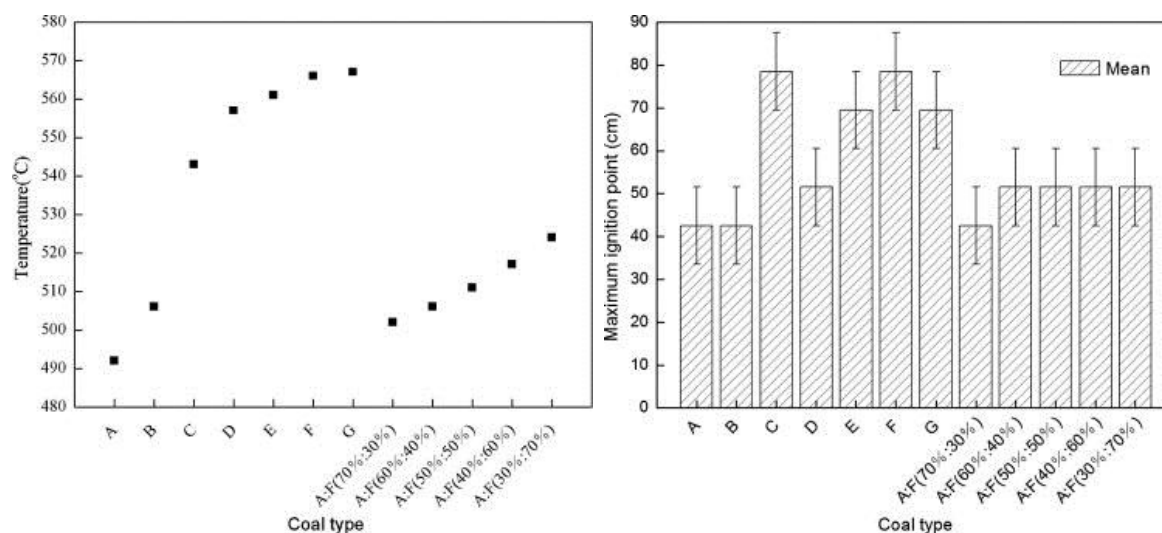 580
570
560
550
540
530
520
510
500
490
480
Temperature(°C)
A
B
C
D
E
F
G
A:F(70%:30%)
A:F(60%:40%)
A:F(50%:50%)
A:F(40%:60%)
A:F(30%:70%)
Coal type
90
80
70
60
50
40
30
20
10
0
Maximum ignition point (cm)
Mean
A
B
C
D
E
F
G
A:F(70%:30%)
A:F(60%:40%)
A:F(50%:50%)
A:F(40%:60%)
A:F(30%:70%)
Coal type